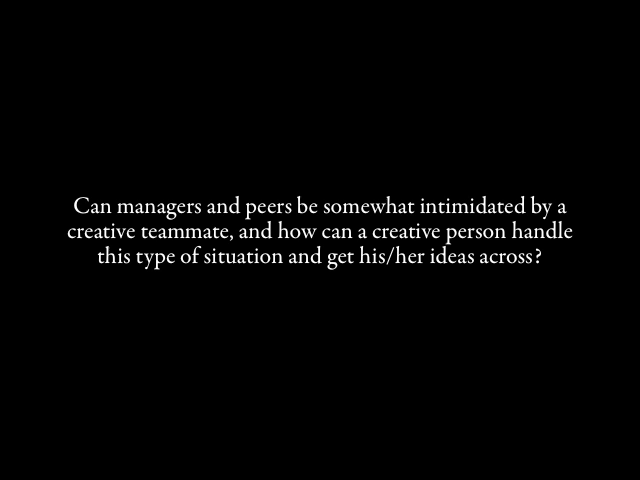 Can managers and peers be somewhat intimidated by a
creative teammate, and how can a creative person handle
this type of situation and get his/her ideas across?